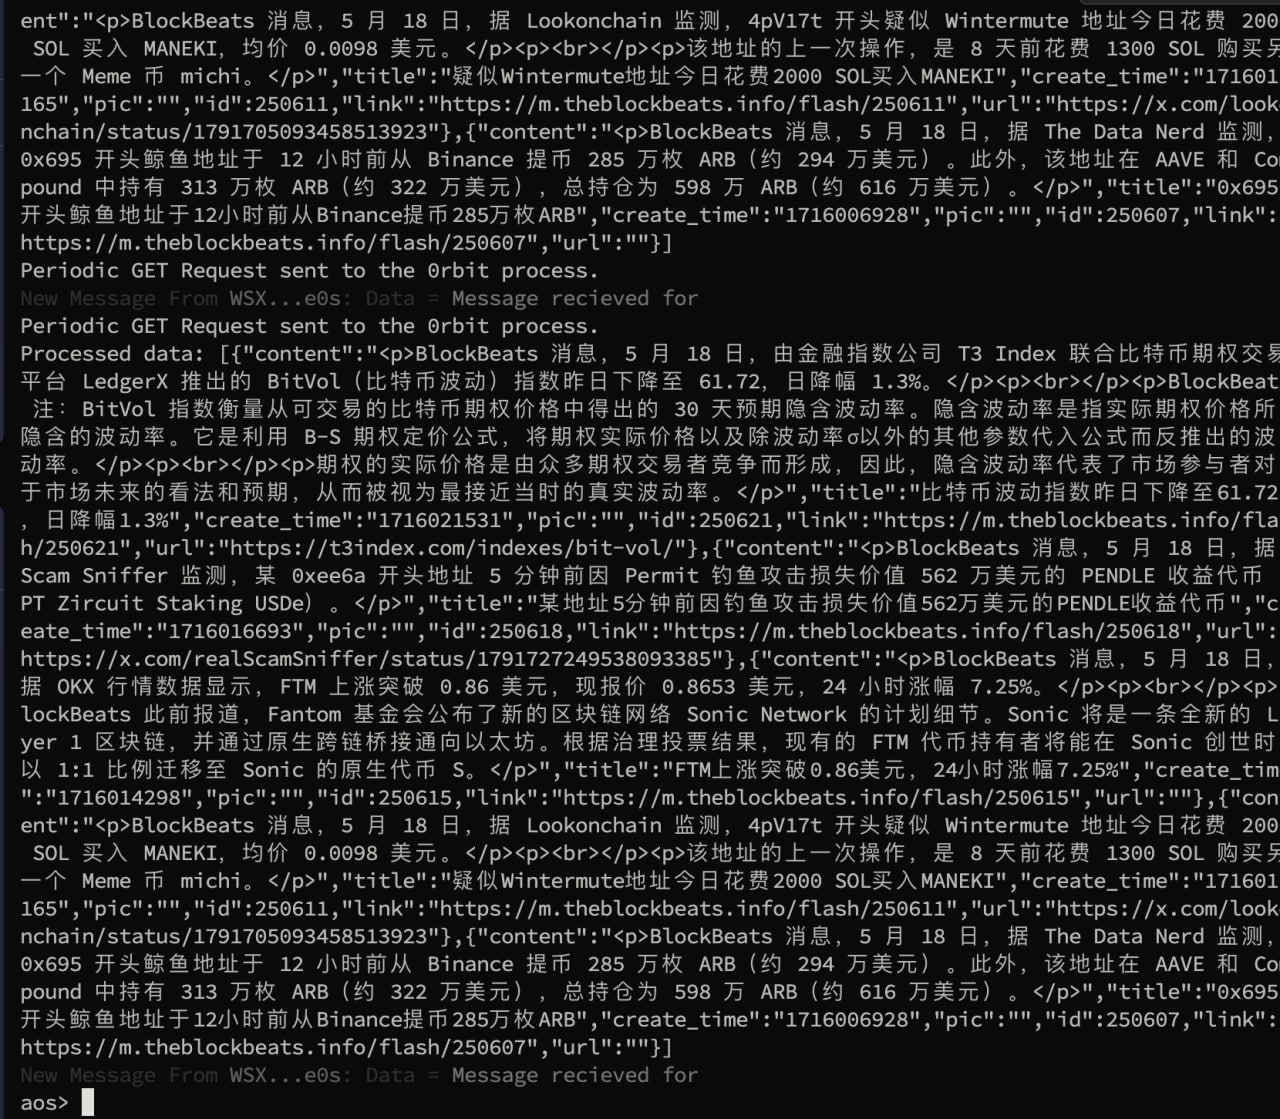 ent":"<p>BlockBeats 消息，5 月 18 日，据 Lookonchain 监测，4pV17t 开头疑似 Wintermute 地址今日花费 200
SOL 买入 MANEKI，均价 0.0098 美元。</p><p><br></p><p>该地址的上一次操作，是 8 天前花费 1300 SOL 购买另
一个 Meme 币 michi。</p>","title":"疑似Wintermute地址今日花费2000 SOL买入MANEKI","create_time":"171601
165","pic":"","id":250611,"link":"https://m.theblockbeats.info/flash/250611","url":"https://x.com/look
nchain/status/1791705093458513923"},{"content":"<p>BlockBeats 消息，5 月 18 日，据 The Data Nerd 监测，
0x695 开头鲸鱼地址于 12 小时前从 Binance 提币 285 万枚 ARB（约 294 万美元）。此外，该地址在 AAVE 和 Com
pound 中持有 313 万枚 ARB（约 322 万美元），总持仓为 598 万 ARB（约 616 万美元）。</p>","title":"0x695
开头鲸鱼地址于12小时前从Binance提币285万枚ARB","create_time":"1716006928","pic":"","id":250607,"link":
https://m.theblockbeats.info/flash/250607","url":""}]
Periodic GET Request sent to the 0rbit process.
New Message From WSX...e0s: Data = Message recieved for
Periodic GET Request sent to the 0rbit process.
Processed data: [{"content":"<p>BlockBeats 消息，5 月 18 日，由金融指数公司 T3 Index 联合比特币期权交易
平台 LedgerX 推出的 BitVol（比特币波动）指数昨日下降至 61.72，日降幅 1.3%。</p><p><br></p><p>BlockBeat
注： BitVol 指数衡量从可交易的比特币期权价格中得出的 30 天预期隐含波动率。隐含波动率是指实际期权价格所
隐含的波动率。它是利用 B-S 期权定价公式，将期权实际价格以及除波动率σ以外的其他参数代入公式而反推出的波
动率。</p><p><br></p><p>期权的实际价格是由众多期权交易者竞争而形成，因此，隐含波动率代表了市场参与者对
于市场未来的看法和预期，从而被视为最接近当时的真实波动率。</p>","title":"比特币波动指数昨日下降至61.72
，日降幅1.3%","create_time":"1716021531","pic":"","id":250621,"link":"https://m.theblockbeats.info/fla
h/250621","url":"https://t3index.com/indexes/bit-vol/"},{"content":"<p>BlockBeats 消息，5 月 18 日，据
Scam Sniffer 监测，某 0xee6a 开头地址 5 分钟前因 Permit 钓鱼攻击损失价值 562 万美元的 PENDLE 收益代币
PT Zircuit Staking USDe）。</p>","title":"某地址5分钟前因钓鱼攻击损失价值562万美元的PENDLE收益代币","c
eate_time":"1716016693","pic":"","id":250618,"link":"https://m.theblockbeats.info/flash/250618","url":
https://x.com/realScamSniffer/status/1791727249538093385"},{"content":"<p>BlockBeats 消息，5 月 18 日，
据 OKX 行情数据显示，FTM 上涨突破 0.86 美元，现报价 0.8653 美元，24 小时涨幅 7.25%。</p><p><br></p><p>
lockBeats 此前报道，Fantom 基金会公布了新的区块链网络 Sonic Network 的计划细节。Sonic 将是一条全新的 L
yer 1 区块链，并通过原生跨链桥接通向以太坊。根据治理投票结果，现有的 FTM 代币持有者将能在 Sonic 创世时
以 1:1 比例迁移至 Sonic 的原生代币 S。</p>","title":"FTM上涨突破0.86美元，24小时涨幅7.25%","create_tim
":"1716014298","pic":"","id":250615,"link":"https://m.theblockbeats.info/flash/250615","url":""},{"con
ent":"<p>BlockBeats 消息，5 月 18 日，据 Lookonchain 监测，4pV17t 开头疑似 Wintermute 地址今日花费 200
SOL 买入 MANEKI，均价 0.0098 美元。</p><p><br></p><p>该地址的上一次操作，是 8 天前花费 1300 SOL 购买另
一个 Meme 币 michi。</p>","title":"疑似Wintermute地址今日花费2000 SOL买入MANEKI","create_time":"171601
165","pic":"","id":250611,"link":"https://m.theblockbeats.info/flash/250611","url":"https://x.com/look
nchain/status/1791705093458513923"},{"content":"<p>BlockBeats 消息，5 月 18 日，据 The Data Nerd 监测，
0x695 开头鲸鱼地址于 12 小时前从 Binance 提币 285 万枚 ARB（约 294 万美元）。此外，该地址在 AAVE 和 Com
pound 中持有 313 万枚 ARB（约 322 万美元），总持仓为 598 万 ARB（约 616 万美元）。</p>","title":"0x695
开头鲸鱼地址于12小时前从Binance提币285万枚ARB","create_time":"1716006928","pic":"","id":250607,"link":
https://m.theblockbeats.info/flash/250607","url":""}]
New Message From WSX...e0s: Data = Message recieved for
aos>